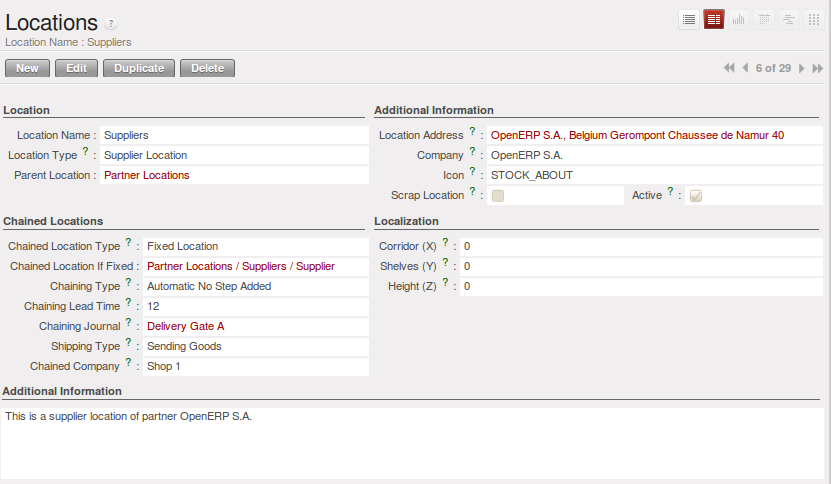 Locations ?
Location Name : Suppliers
New Edit Duplicate Delete 6 of 29
Location
Location Name : Suppliers
Location Type ? : Supplier Location
Parent Location : Partner Locations
Additional Information
Location Address ? : OpenERP S.A., Belgium Gerompont Chaussee de Namur 40
Company ? : OpenERP S.A.
Icon ? : STOCK_ABOUT
Scrap Location ? : Active ? :
Chained Locations
Chained Location Type ? : Fixed Location
Chained Location If Fixed : Partner Locations / Suppliers / Supplier
Chaining Type ? : Automatic No Step Added
Chaining Lead Time ? : 12
Chaining Journal ? : Delivery Gate A
Shipping Type ? : Sending Goods
Chained Company ? : Shop 1
Localization
Corridor (X) ? : 0
Shelves (Y) ? : 0
Height (Z) ? : 0
Additional Information
This is a supplier location of partner OpenERP S.A.